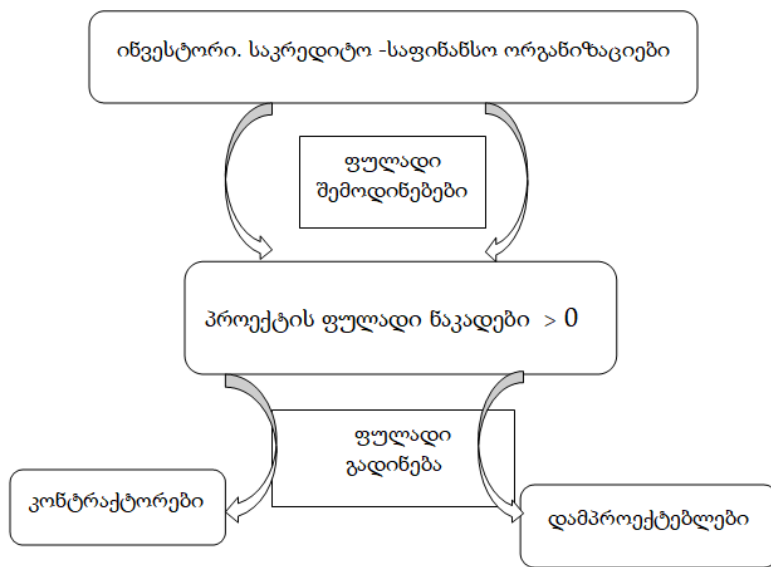 ინვესტორი. საკრედიტო -საფინანსო ორგანიზაციები
ფულადი
შემოდინებები
პროექტის ფულადი ნაკადები > 0
ფულადი
გადინება
კონტრაქტორები
დამპროექტებლები